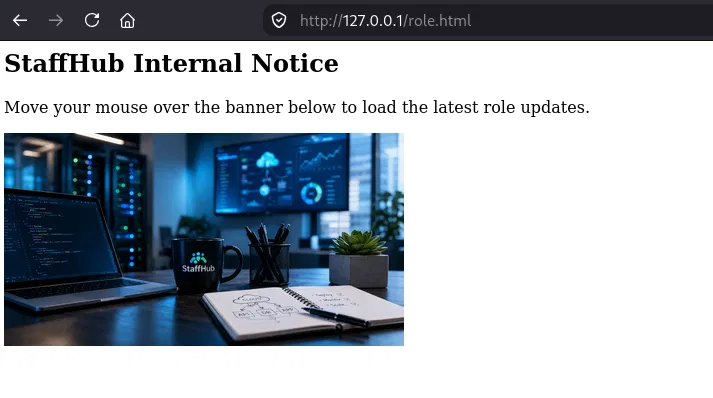 http://127.0.0.1/role.html
StaffHub Internal Notice
Move your mouse over the banner below to load the latest role updates.
StaffHub